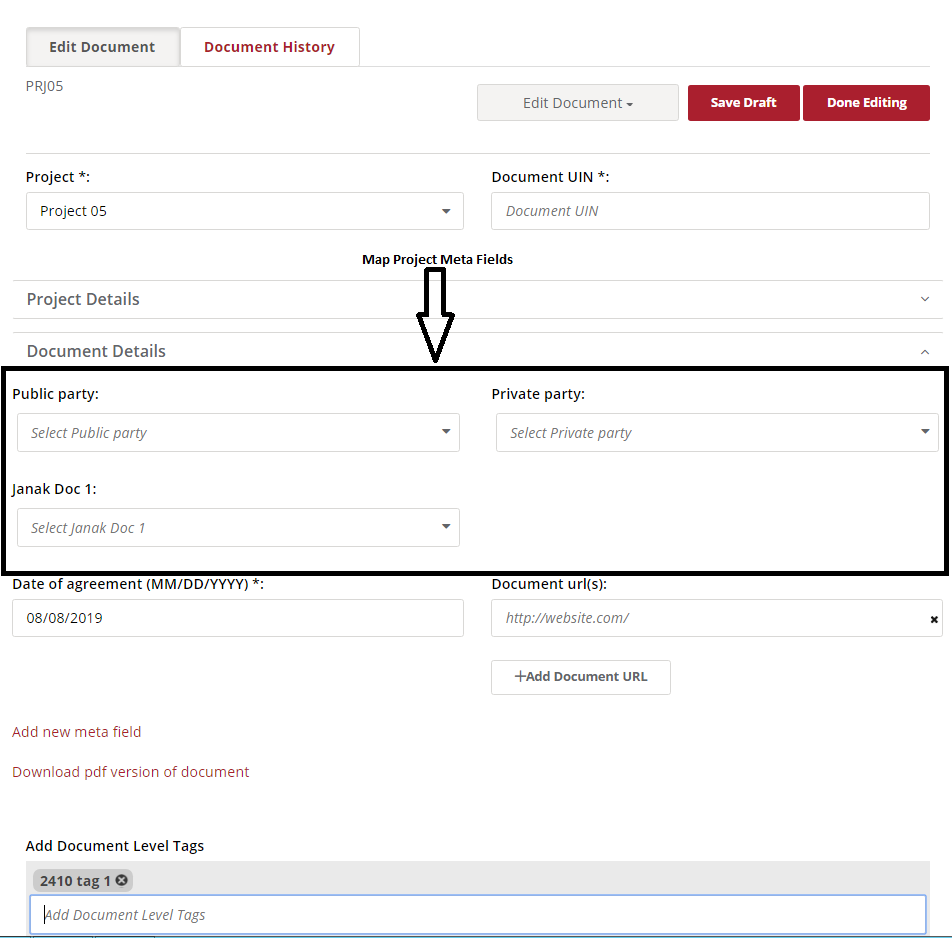 Edit Document
Document History
PRJ05
Edit Document
Save Draft
Done Editing
Project *:
Document UIN *:
Project 05
Document UIN
Map Project Meta Fields
Project Details
Document Details
Public party:
Private party:
Select Public party
Select Private party
Janak Doc 1:
Select Janak Doc 1
Date of agreement (MM/DD/YYYY) *:
Document url(s):
08/08/2019
http://website.com/
+Add Document URL
Add new meta field
Download pdf version of document
Add Document Level Tags
2410 tag 1
Add Document Level Tags